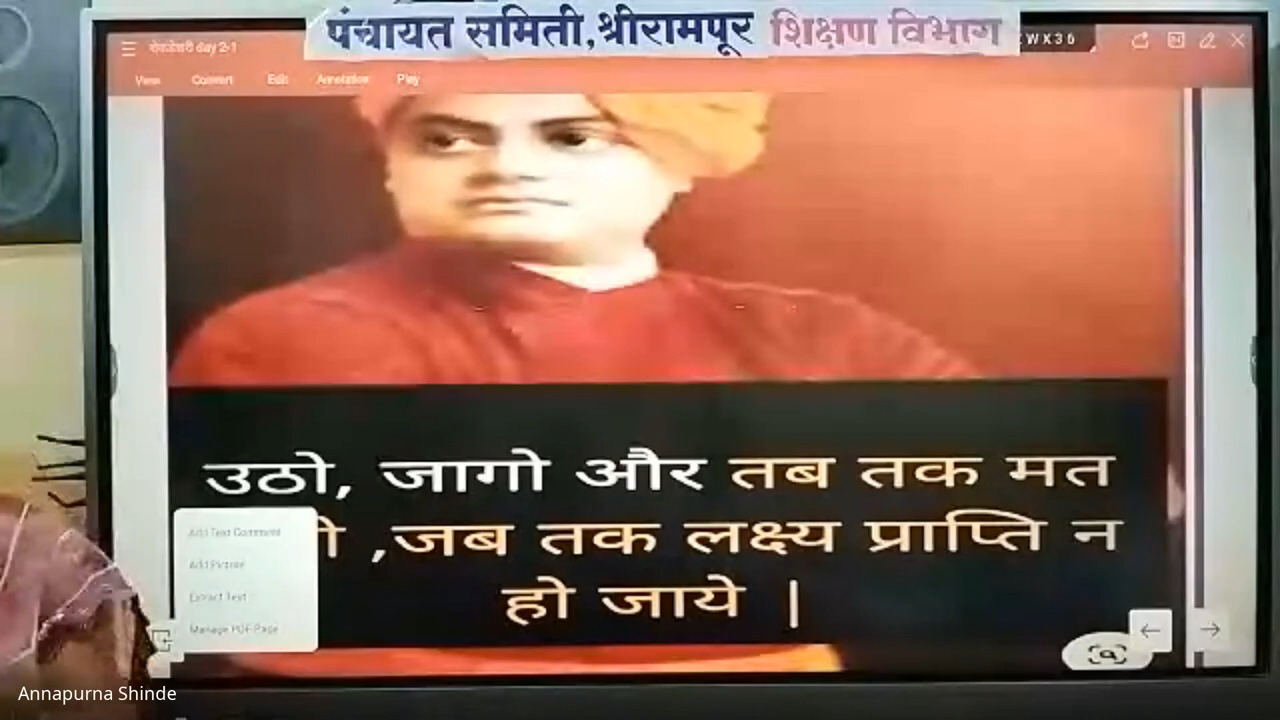 पंचायत समिती,श्रीरामपूर शिक्षण विभाग
day 2-1
WK36
View Convert Edit Annotation Play
उठो, जागो और तब तक मत
,जब तक लक्ष्य प्राप्ति न
हो जाये |
Add Text Comment
Add Picture
Extract Text
Manage PDF Page
Annapurna Shinde